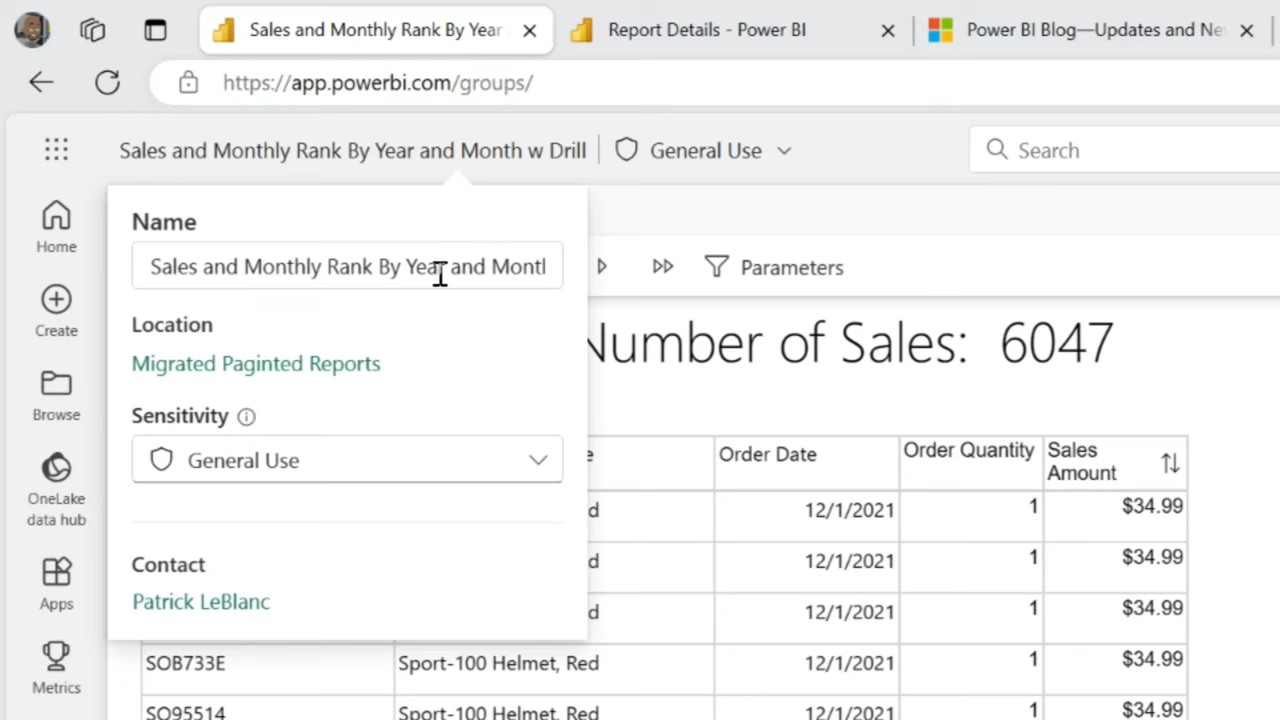 Sales and Monthly Rank By Year
Report Details - Power BI
Power BI Blog—Updates and Ne
https://app.powerbi.com/groups/
Sales and Monthly Rank By Year and Month w Drill
General Use
Search
Home
Create
Browse
OneLake
data hub
Apps
Metrics
Name
Sales and Monthly Rank By Year and Montl
Location
Migrated Paginted Reports
Sensitivity
General Use
Contact
Patrick LeBlanc
Parameters
Number of Sales: 6047
e Order Date Order Quantity Sales Amount
d 12/1/2021 1 $34.99
d 12/1/2021 1 $34.99
d 12/1/2021 1 $34.99
SOB733E Sport-100 Helmet, Red 12/1/2021 1 $34.99
SO95514 Sport-100 Helmet, Red 12/1/2021 1 $34.99